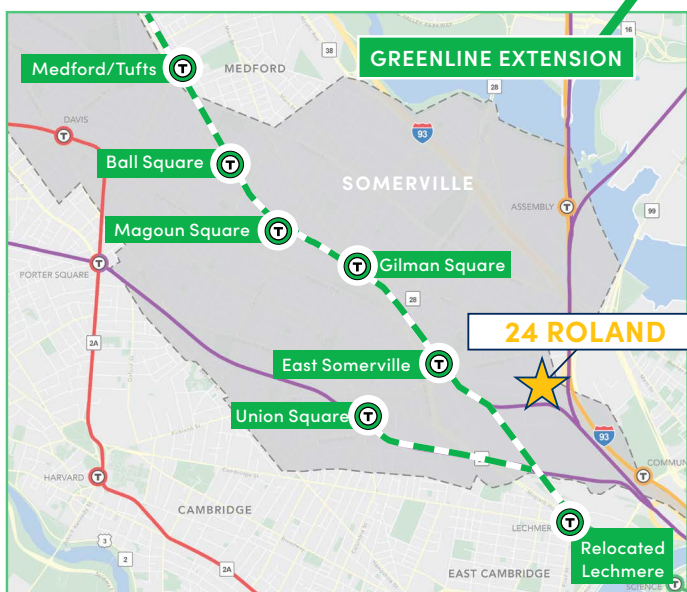 16
GREENLINE EXTENSION
38
MEDFORD
Medford/Tufts
T
28
DAVIS
T
93
Ball Square
T
SOMERVILLE
ASSEMBLY
T
99
Magoun Square
T
PORTER SQUARE
T
T
Gilman Square
28
24 ROLAND
2A
East Somerville
T
Union Square
T
93
HARVARD
T
COMMUN
T
CAMBRIDGE
LECHMER
T
3
2
2A
Relocated
Lechmere
EAST CAMBRIDGE
SCIENCE
T